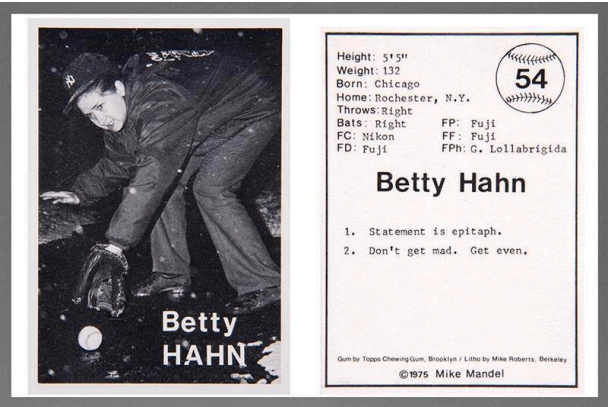 NY
Betty
HAHN
Height: 5'5"
Weight: 132
Born: Chicago
Home: Rochester, N.Y.
Throws: Right
Bats: Right FP: Fuji
FC: Nikon FF: Fuji
FD: Fuji FPh: G. Lollabrigida
54
Betty Hahn
1. Statement is epitaph.
2. Don't get mad. Get even.
Gum by Topps Chewing Gum, Brooklyn / Litho by Mike Roberts, Berkeley
©1975 Mike Mandel